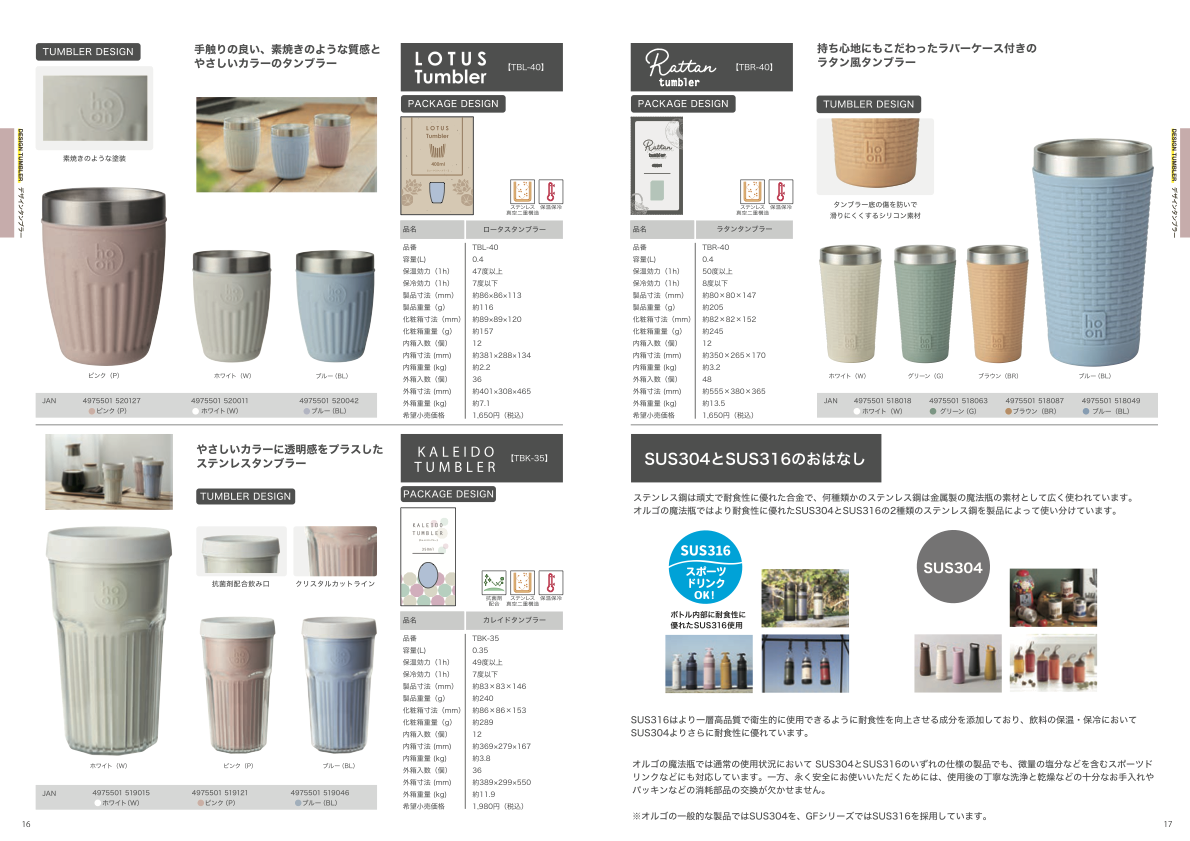 TUMBLER DESIGN
手触りの良い、素焼きのような質感と
やさしいカラーのタンブラー
ho
on
素焼きのような塗装
DESIGN TUMBLER デザインタンブラー
ho
on
ピンク（P）
ホワイト（W）
ブルー（BL）
JAN
4975501 520127
4975501 520011
4975501 520042
ピンク（P）
ホワイト（W）
ブルー（BL）
LOTUS
Tumbler
【TBL-40】
PACKAGE DESIGN
LOTUS
Tumbler
400ml
ステンレス
真空二重構造
保温保冷
品名 ロータスタンブラー
品番 TBL-40
容量(L) 0.4
保温効力（1h） 47度以上
保冷効力（1h） 7度以下
製品寸法（mm） 約86×86×113
製品重量（g） 約116
化粧箱寸法（mm） 約89×89×120
化粧箱重量（g） 約157
内箱入数（個） 12
内箱寸法 (mm) 約381×288×134
内箱重量 (kg) 約2.2
外箱入数（個） 36
外箱寸法 (mm) 約401×308×465
外箱重量 (kg) 約7.1
希望小売価格 1,650円（税込）
やさしいカラーに透明感をプラスした
ステンレスタンブラー
TUMBLER DESIGN
抗菌剤配合飲み口
クリスタルカットライン
ho
on
ホワイト（W）
ピンク（P）
ブルー（BL）
JAN
4975501 519015
4975501 519121
4975501 519046
ホワイト（W）
ピンク（P）
ブルー（BL）
KALEIDO
TUMBLER
【TBK-35】
PACKAGE DESIGN
KALEIDO
TUMBLER
抗菌剤
配合
ステンレス
真空二重構造
保温保冷
品名 カレイドタンブラー
品番 TBK-35
容量(L) 0.35
保温効力（1h） 49度以上
保冷効力（1h） 7度以下
製品寸法（mm） 約83×83×146
製品重量（g） 約240
化粧箱寸法（mm） 約86×86×153
化粧箱重量（g） 約289
内箱入数（個） 12
内箱寸法 (mm) 約369×279×167
内箱重量 (kg) 約3.8
外箱入数（個） 36
外箱寸法 (mm) 約389×299×550
外箱重量 (kg) 約11.9
希望小売価格 1,980円（税込）
16
Rattan
tumbler
【TBR-40】
PACKAGE DESIGN
Rattan
tumbler
ステンレス
真空二重構造
保温保冷
品名 ラタンタンブラー
品番 TBR-40
容量(L) 0.4
保温効力（1h） 50度以上
保冷効力（1h） 8度以下
製品寸法（mm） 約80×80×147
製品重量（g） 約205
化粧箱寸法（mm） 約82×82×152
化粧箱重量（g） 約245
内箱入数（個） 12
内箱寸法 (mm) 約350×265×170
内箱重量 (kg) 約3.2
外箱入数（個） 48
外箱寸法 (mm) 約555×380×365
外箱重量 (kg) 約13.5
希望小売価格 1,650円（税込）
持ち心地にもこだわったラバーケース付きの
ラタン風タンブラー
TUMBLER DESIGN
ho
on
タンブラー底の傷を防いで
滑りにくくするシリコン素材
ho
on
ホワイト（W）
グリーン（G）
ブラウン（BR）
ブルー（BL）
JAN
4975501 518018
4975501 518063
4975501 518087
4975501 518049
ホワイト（W）
グリーン（G）
ブラウン（BR）
ブルー（BL）
DESIGN TUMBLER デザインタンブラー
SUS304とSUS316のおはなし
ステンレス鋼は頑丈で耐食性に優れた合金で、何種類かのステンレス鋼は金属製の魔法瓶の素材として広く使われています。
オルゴの魔法瓶ではより耐食性に優れたSUS304とSUS316の2種類のステンレス鋼を製品によって使い分けています。
SUS316
スポーツ
ドリンク
OK!
ボトル内部に耐食性に
優れたSUS316使用
SUS304
SUS316はより一層高品質で衛生的に使用できるように耐食性を向上させる成分を添加しており、飲料の保温・保冷において
SUS304よりさらに耐食性に優れています。
オルゴの魔法瓶では通常の使用状況において SUS304とSUS316のいずれの仕様の製品でも、微量の塩分などを含むスポーツド
リンクなどにも対応しています。一方、永く安全にお使いいただくためには、使用後の丁寧な洗浄と乾燥などの十分なお手入れや
パッキンなどの消耗部品の交換が欠かせません。
※オルゴの一般的な製品ではSUS304を、GFシリーズではSUS316を採用しています。
17